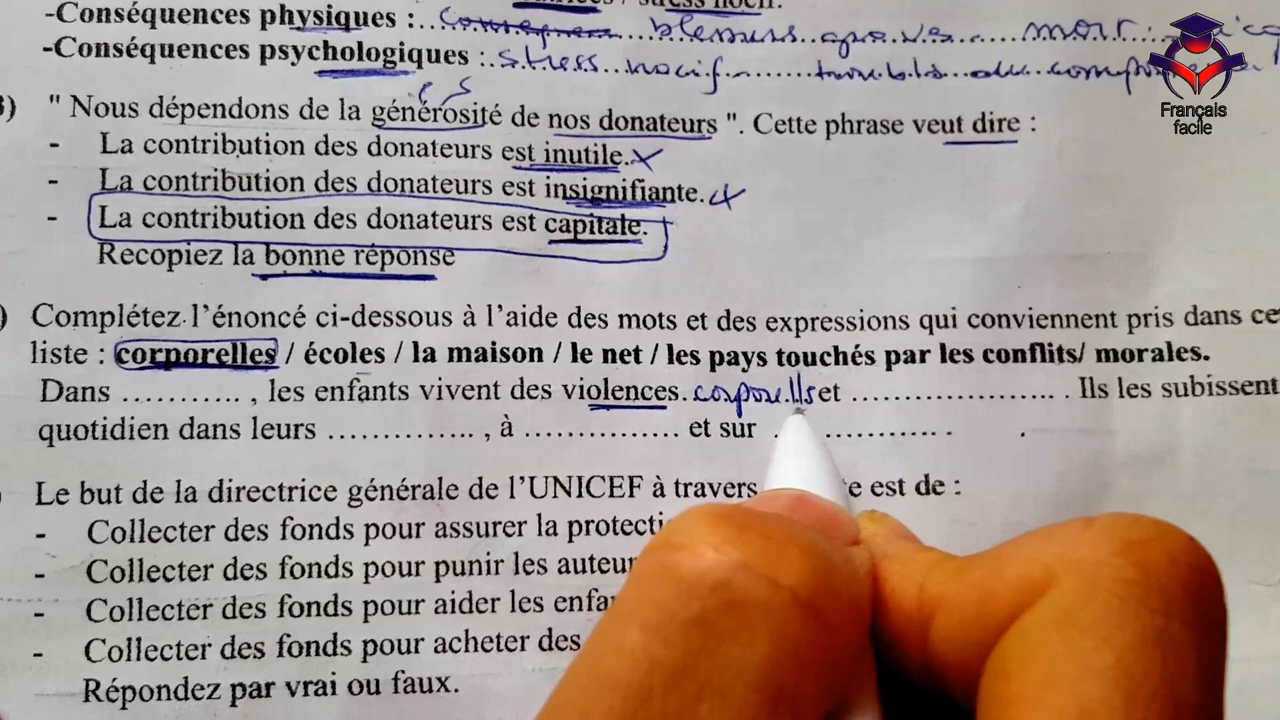 -Conséquences physiques :.. blessures graves.... mort...
-Conséquences psychologiques : .stress..nocif........troubls..du..comport
Français
facile
3) " Nous dépendons de la générosité de nos donateurs ". Cette phrase veut dire :
- La contribution des donateurs est inutile.
- La contribution des donateurs est insignifiante.
- La contribution des donateurs est capitale.
Recopiez la bonne réponse
) Complétez l'énoncé ci-dessous à l'aide des mots et des expressions qui conviennent pris dans ce
liste : corporelles / écoles / la maison / le net / les pays touchés par les conflits/ morales.
Dans ……….., les enfants vivent des violences. corporells et ………………….. . Ils les subissent
quotidien dans leurs …………….. , à ……………. et sur .…………. .
Le but de la directrice générale de l'UNICEF à travers e est de :
- Collecter des fonds pour assurer la protecti
- Collecter des fonds pour punir les auteur
- Collecter des fonds pour aider les enfa
- Collecter des fonds pour acheter des
Répondez par vrai ou faux.